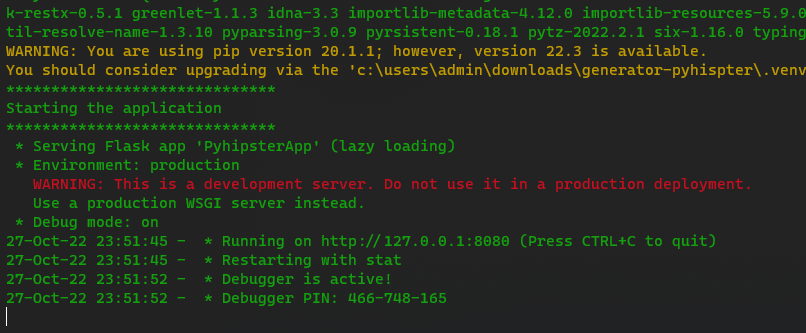 k-restx-0.5.1 greenlet-1.1.3 idna-3.3 importlib-metadata-4.12.0 importlib-resources-5.9.0
til-resolve-name-1.3.10 pyparsing-3.0.9 pyrsistent-0.18.1 pytz-2022.2.1 six-1.16.0 typing
WARNING: You are using pip version 20.1.1; however, version 22.3 is available.
You should consider upgrading via the 'c:\users\admin\downloads\generator-pyhispter\.venv
******************************
Starting the application
******************************
 * Serving Flask app 'PyhipsterApp' (lazy loading)
 * Environment: production
   WARNING: This is a development server. Do not use it in a production deployment.
   Use a production WSGI server instead.
 * Debug mode: on
27-Oct-22 23:51:45 -  * Running on http://127.0.0.1:8080 (Press CTRL+C to quit)
27-Oct-22 23:51:45 -  * Restarting with stat
27-Oct-22 23:51:52 -  * Debugger is active!
27-Oct-22 23:51:52 -  * Debugger PIN: 466-748-165